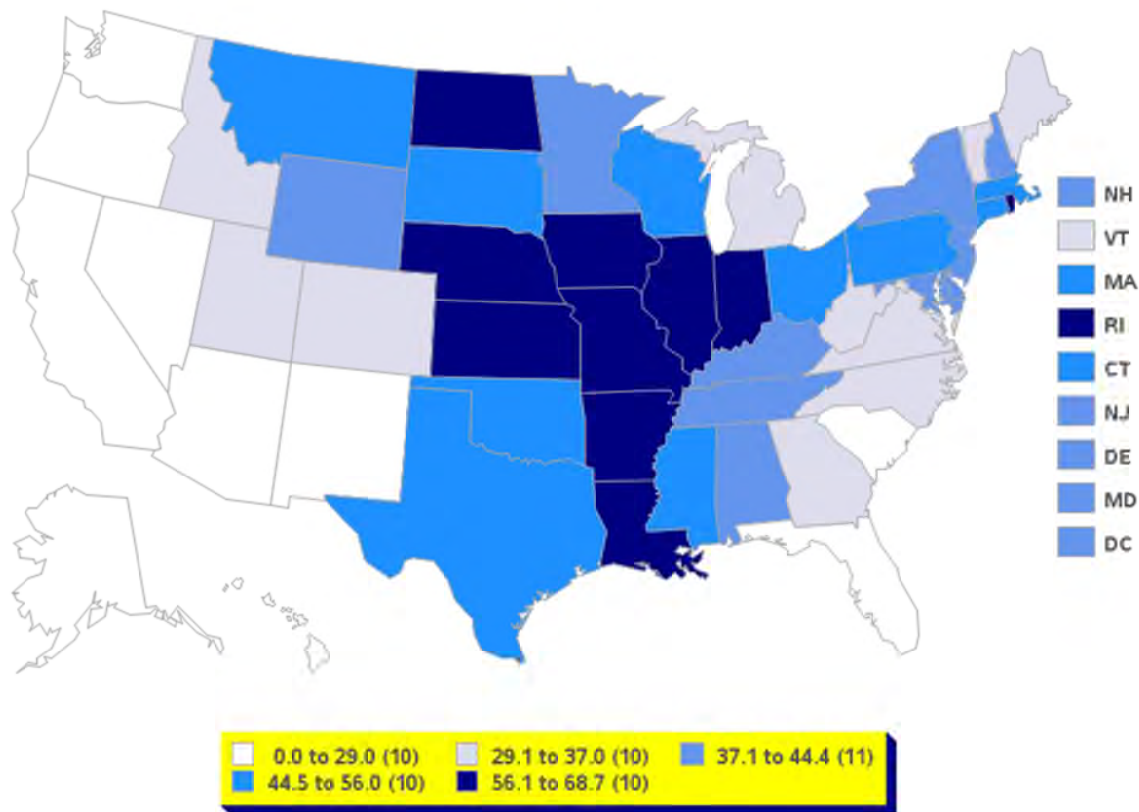 NH
VT
MA
RI
CT
NJ
DE
MD
DC
0.0 to 29.0 (10) 29.1 to 37.0 (10) 37.1 to 44.4 (11)
44.5 to 56.0 (10) 56.1 to 68.7 (10)